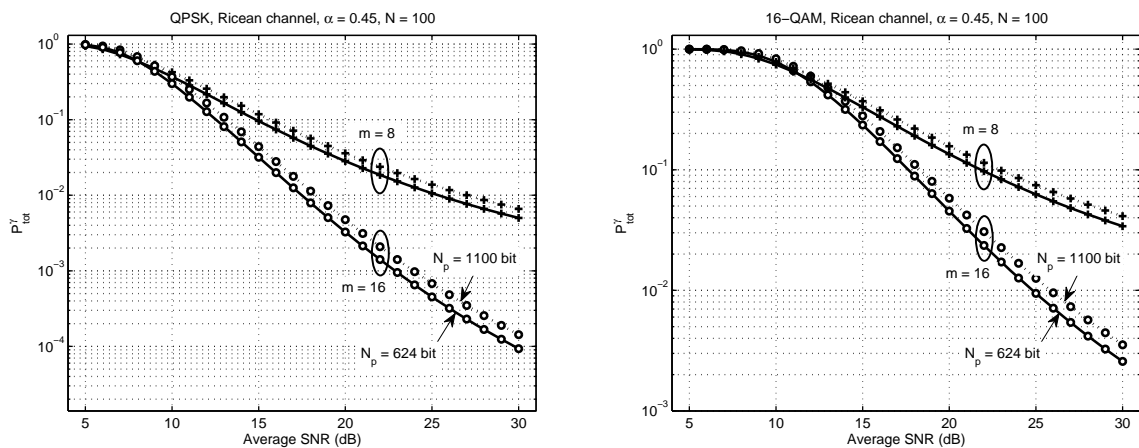 QPSK, Ricean channel, α = 0.45, N = 100
10^0
10^−1
10^−2
10^−3
10^−4
P^γ_tot
m = 8
m = 16
N_p = 1100 bit
N_p = 624 bit
5 10 15 20 25 30
Average SNR (dB)
16−QAM, Ricean channel, α = 0.45, N = 100
10^0
10^−1
10^−2
10^−3
P^γ_tot
m = 8
m = 16
N_p = 1100 bit
N_p = 624 bit
5 10 15 20 25 30
Average SNR (dB)